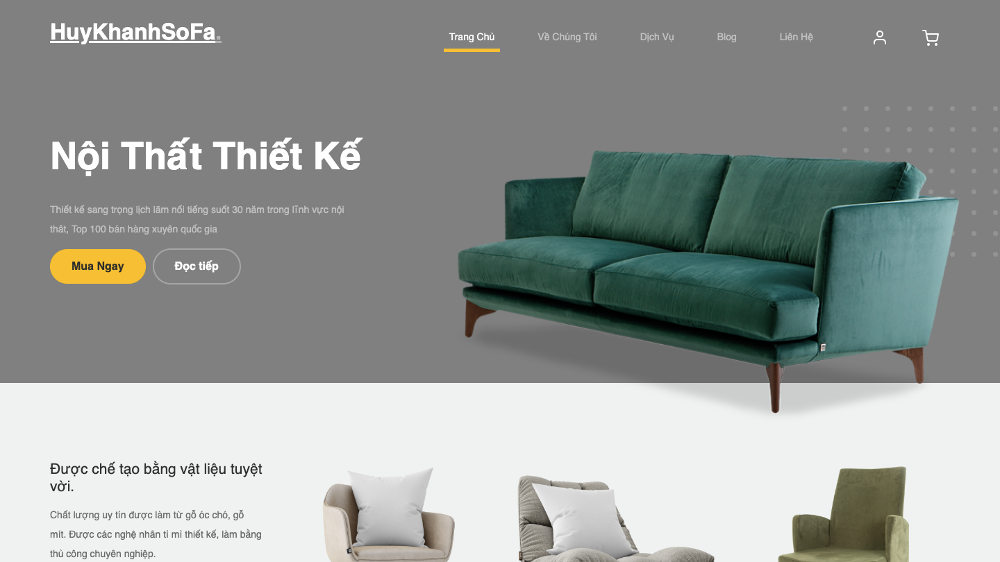 HuyKhanhSoFa.
Trang Chủ
Về Chúng Tôi
Dịch Vụ
Blog
Liên Hệ
Nội Thất Thiết Kế
Thiết kế sang trọng lịch lãm nổi tiếng suốt 30 năm trong lĩnh vực nội
thât, Top 100 bán hàng xuyên quốc gia
Mua Ngay
Đọc tiếp
Được chế tạo bằng vật liệu tuyệt
vời.
Chất lượng uy tín được làm từ gỗ óc chó, gỗ
mít. Được các nghệ nhân tỉ mỉ thiết kế, làm bằng
thủ công chuyên nghiệp.